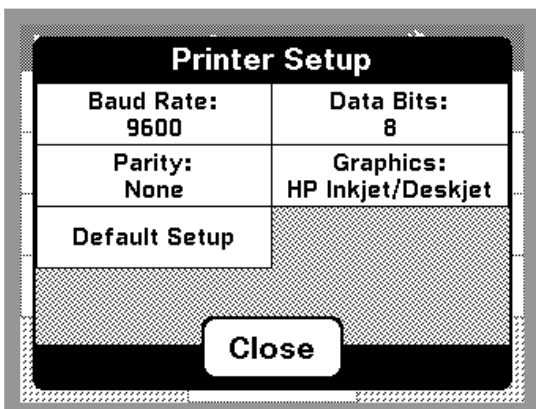 Printer Setup
Baud Rate:
9600
Data Bits:
8
Parity:
None
Graphics:
HP Inkjet/Deskjet
Default Setup
Close